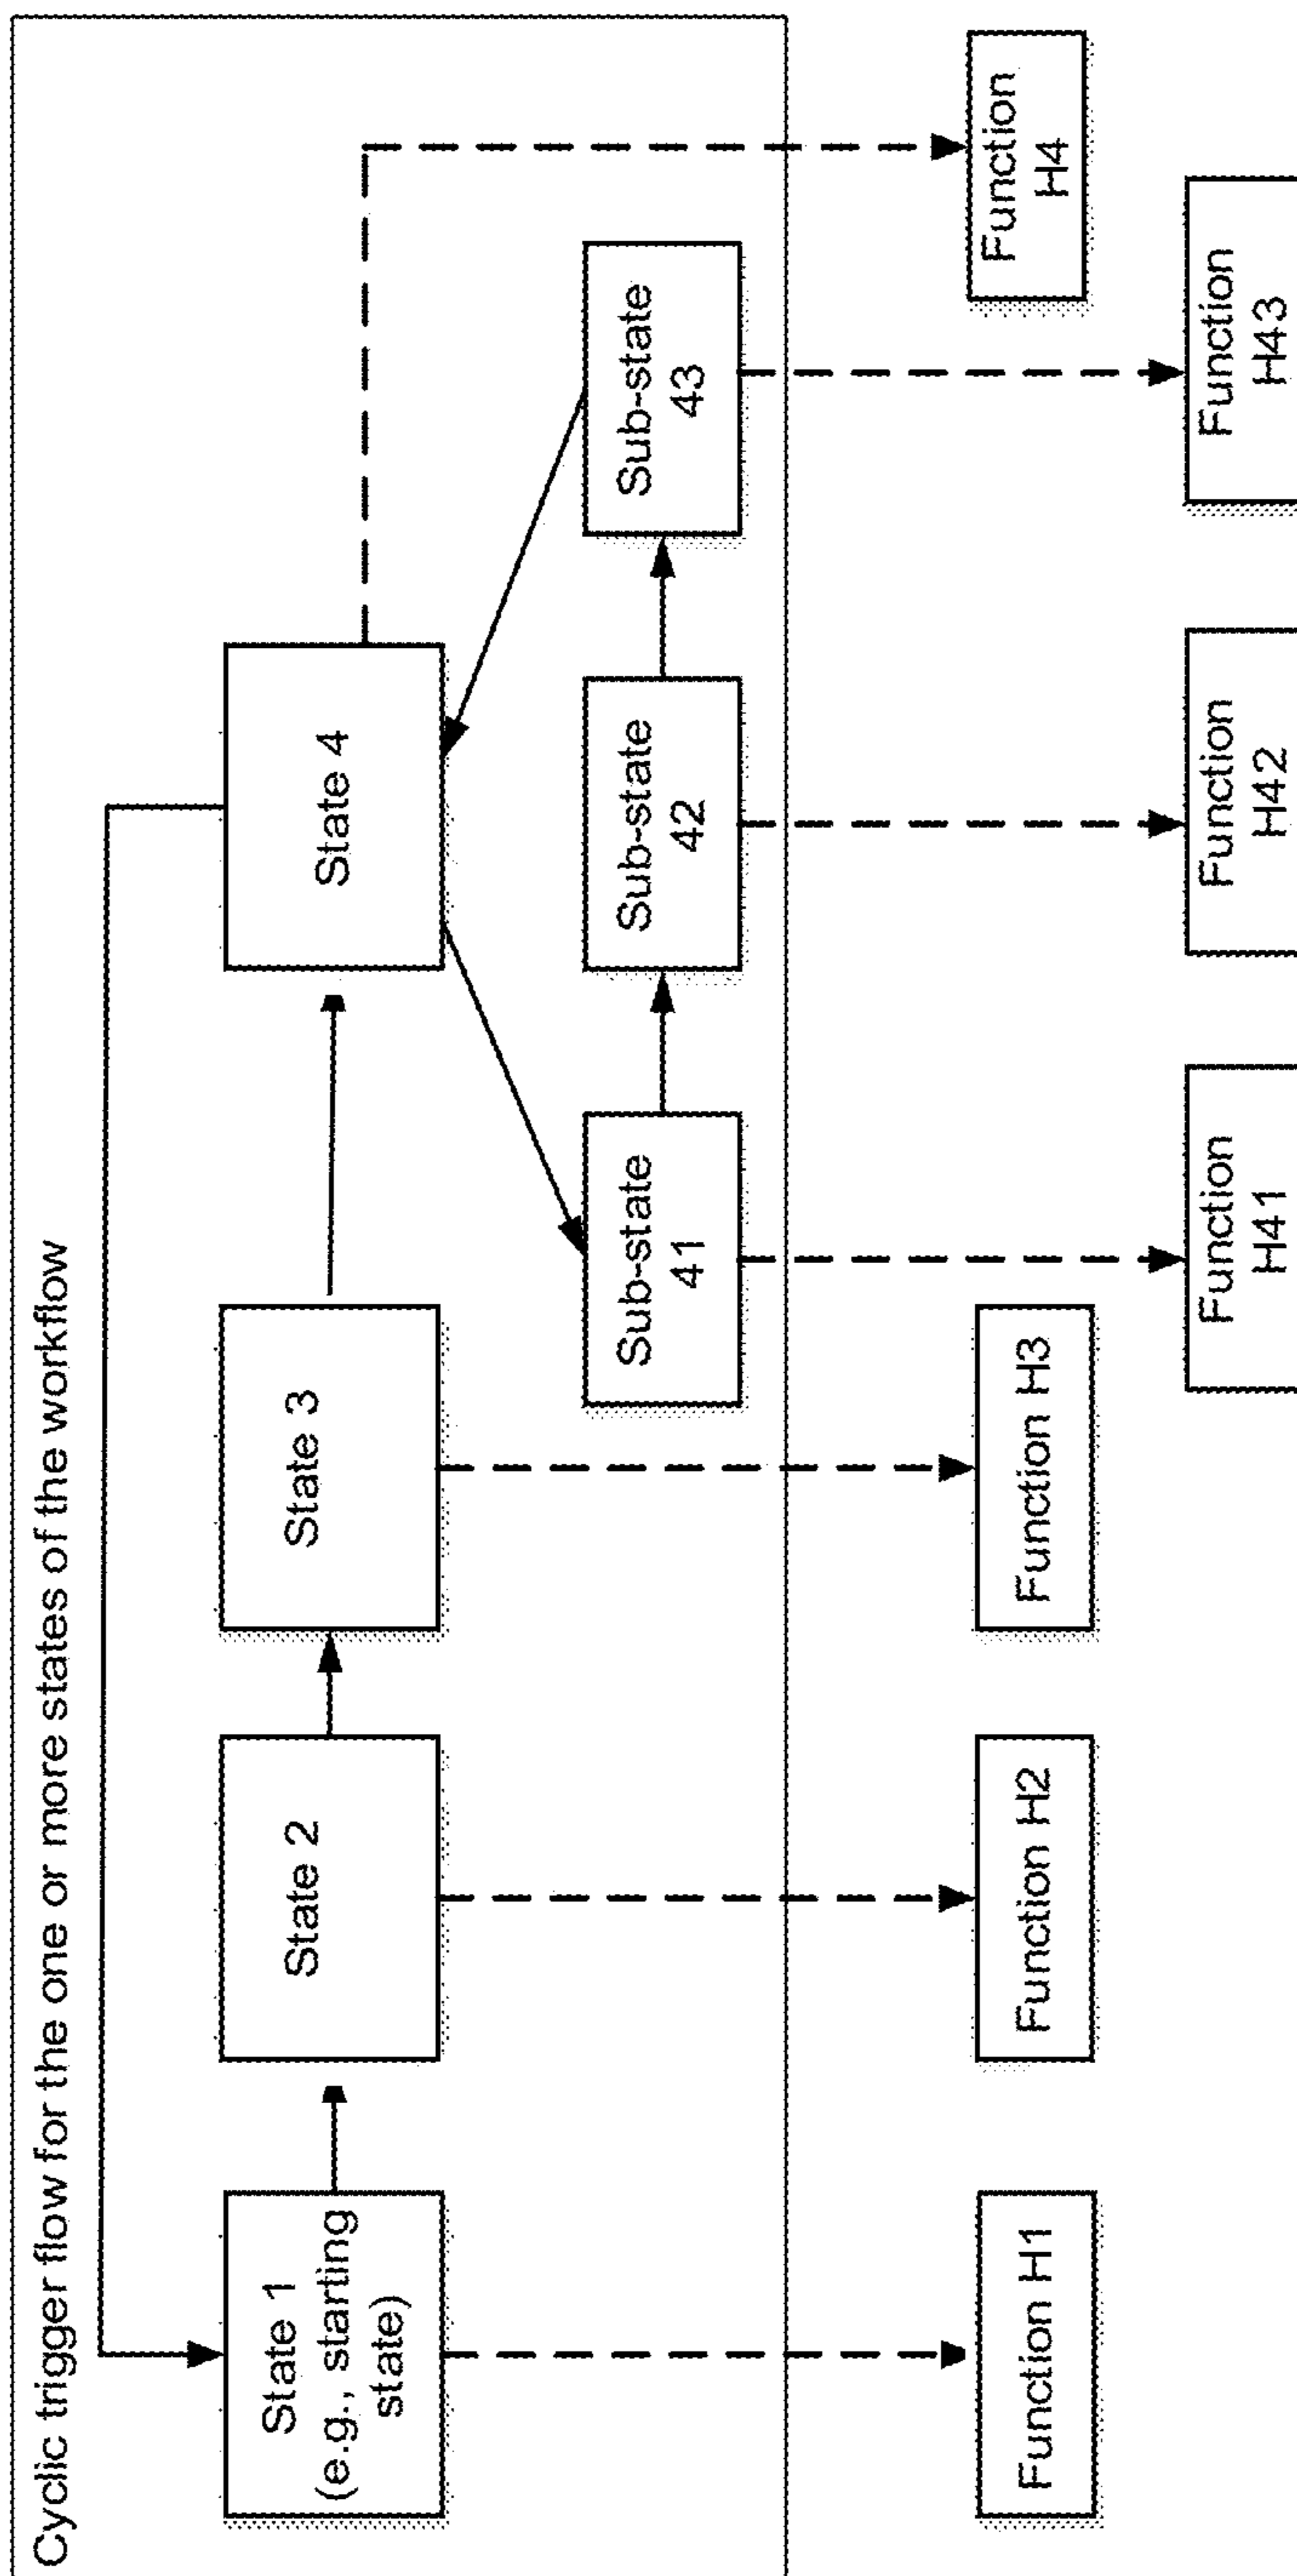 Cyclic trigger flow for the one or more states of the workflow
State 1
(e.g., starting
state)
State 2
State 3
State 4
Sub-state
41
Sub-state
42
Sub-state
43
Function H1
Function H2
Function H3
Function
H4
Function
H41
Function
H42
Function
H43